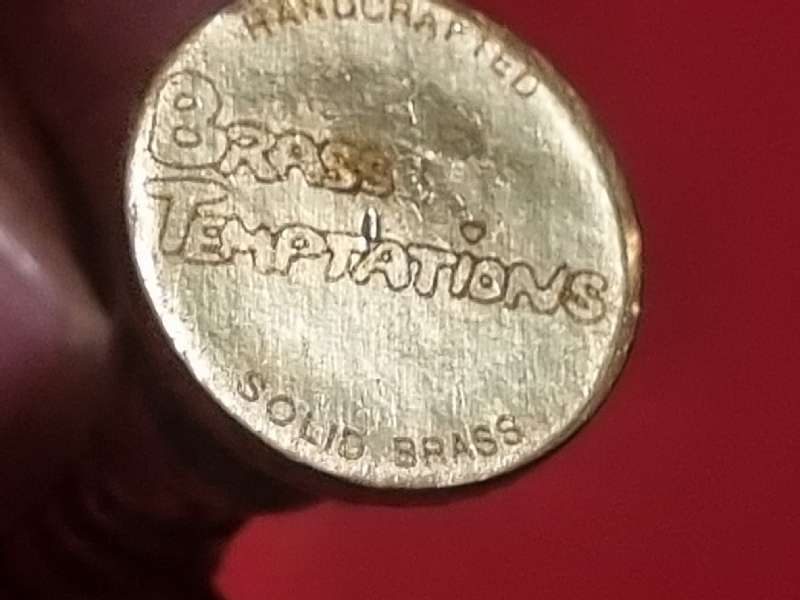 HANDCRAFTED
BRASS
TEMPTATIONS
SOLID BRASS